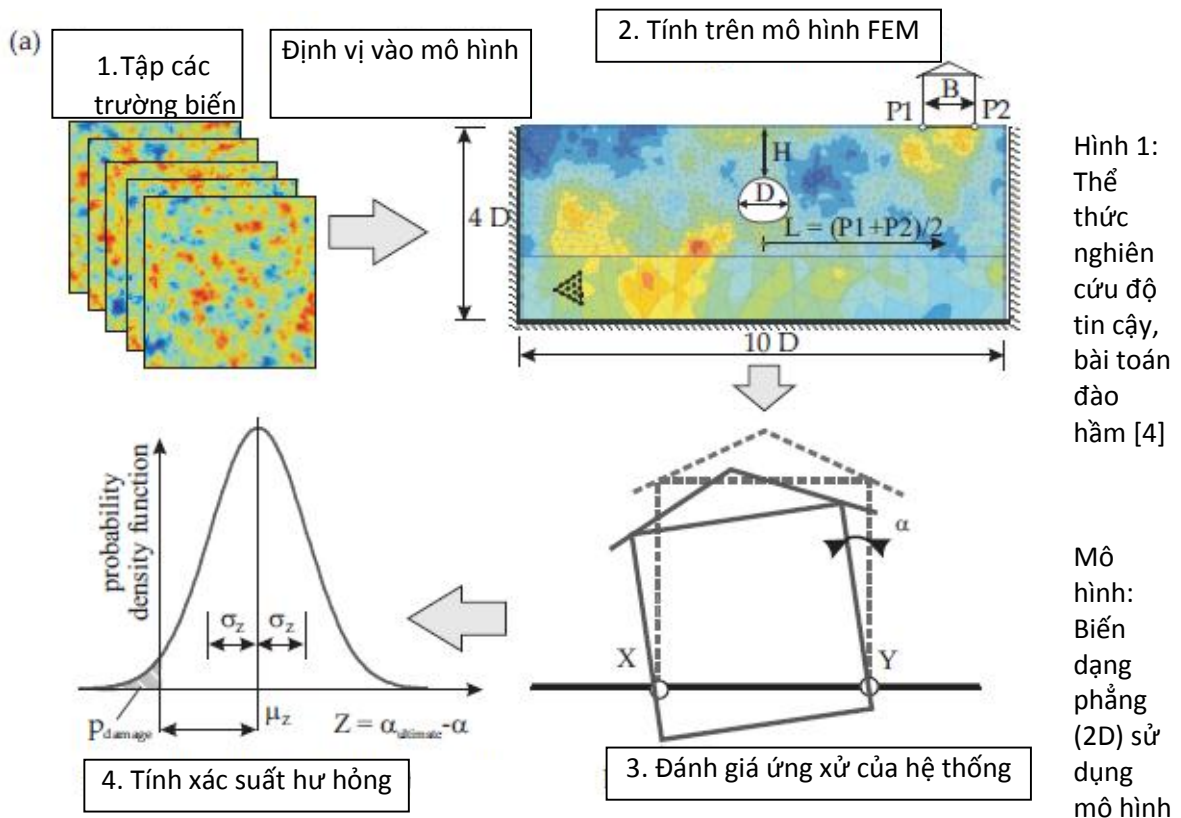 (a)
1.Tập các
trường biến
Định vị vào mô hình
2. Tính trên mô hình FEM
B
P1
P2
H
D
4 D
L = (P1+P2)/2
10 D
Hình 1:
Thể
thức
nghiên
cứu độ
tin cậy,
bài toán
đào
hầm [4]
probability
density function
σz σz
pdamage
μz
Z = αultimate-α
4. Tính xác suất hư hỏng
α
X
Y
3. Đánh giá ứng xử của hệ thống
Mô
hình:
Biến
dạng
phẳng
(2D) sử
dụng
mô hình